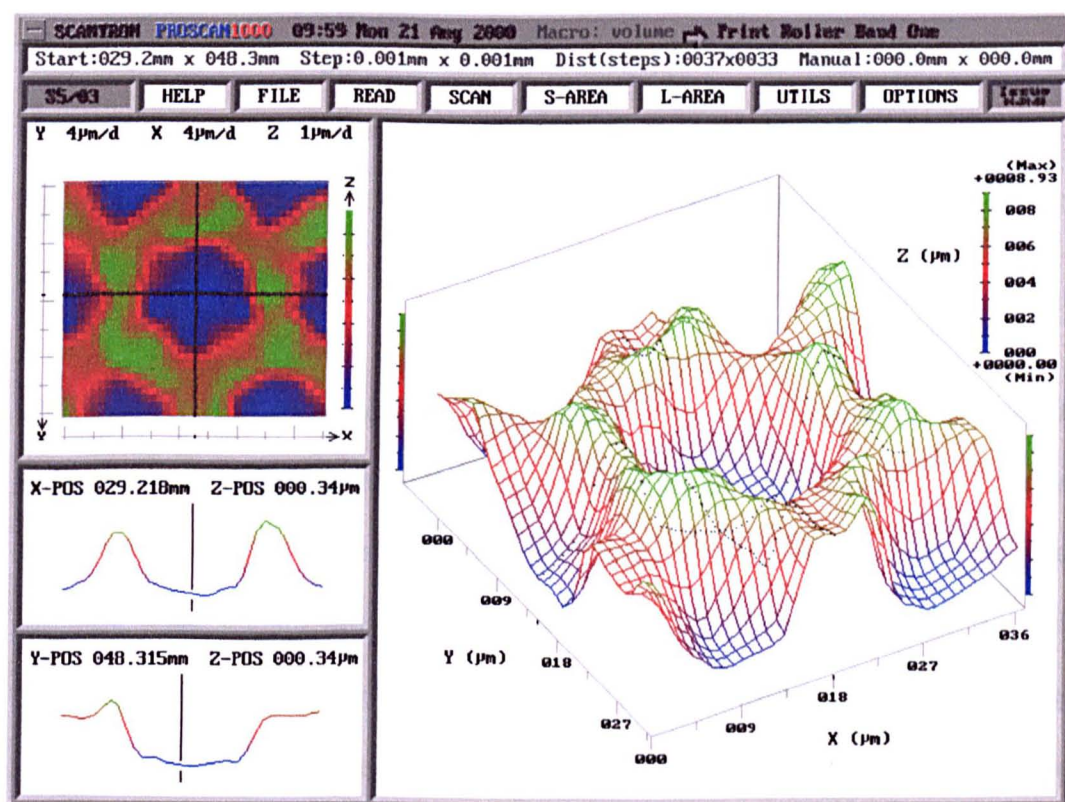 SCANTRON PROSCAN1000 09:59 Mon 21 Aug 2000 Macro: volume Print Roller Band One
Start:029.2mm x 048.3mm Step:0.001mm x 0.001mm Dist(steps):0037x0033 Manual:000.0mm x 000.0mm
S5/03 HELP FILE READ SCAN S-AREA L-AREA UTILS OPTIONS Issue
Y 4µm/d X 4µm/d Z 1µm/d
Z
Y X
X-POS 029.218mm Z-POS 000.34µm
Y-POS 048.315mm Z-POS 000.34µm
(Max)
+0008.93
008
Z (µm) 006
004
002
000
+0000.00
(Min)
000
009
Y (µm) 018
027
000
009
018
027
036
X (µm)